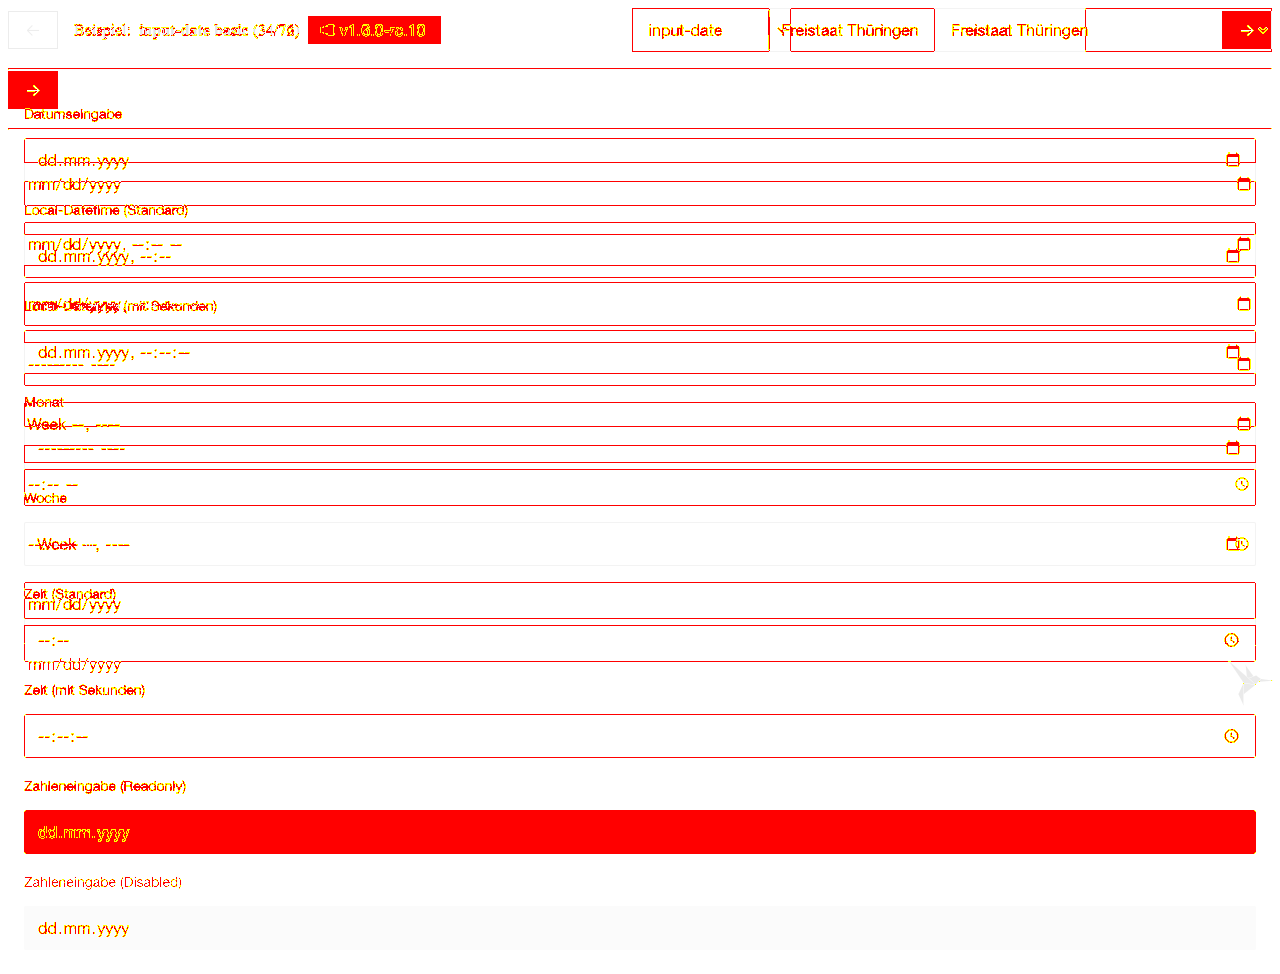 Beispiel: input-date basic (34/76) v1.6.0-rc.10 input-date Freistaat Thüringen Freistaat Thüringen
Datumseingabe
dd.mm.yyyy
mm/dd/yyyy
Local-Datetime (Standard)
mm/dd/yyyy, --:-- --
dd.mm.yyyy, --:--
Local-Datetime (mit Sekunden)
dd.mm.yyyy, --:--:--
--------- ----
Monat
Week --, ----
--------- ----
--:-- --
Woche
Week --, ----
Zeit (Standard)
mm/dd/yyyy
--:--
mm/dd/yyyy
Zeit (mit Sekunden)
--:--:--
Zahleneingabe (Readonly)
dd.mm.yyyy
Zahleneingabe (Disabled)
dd.mm.yyyy